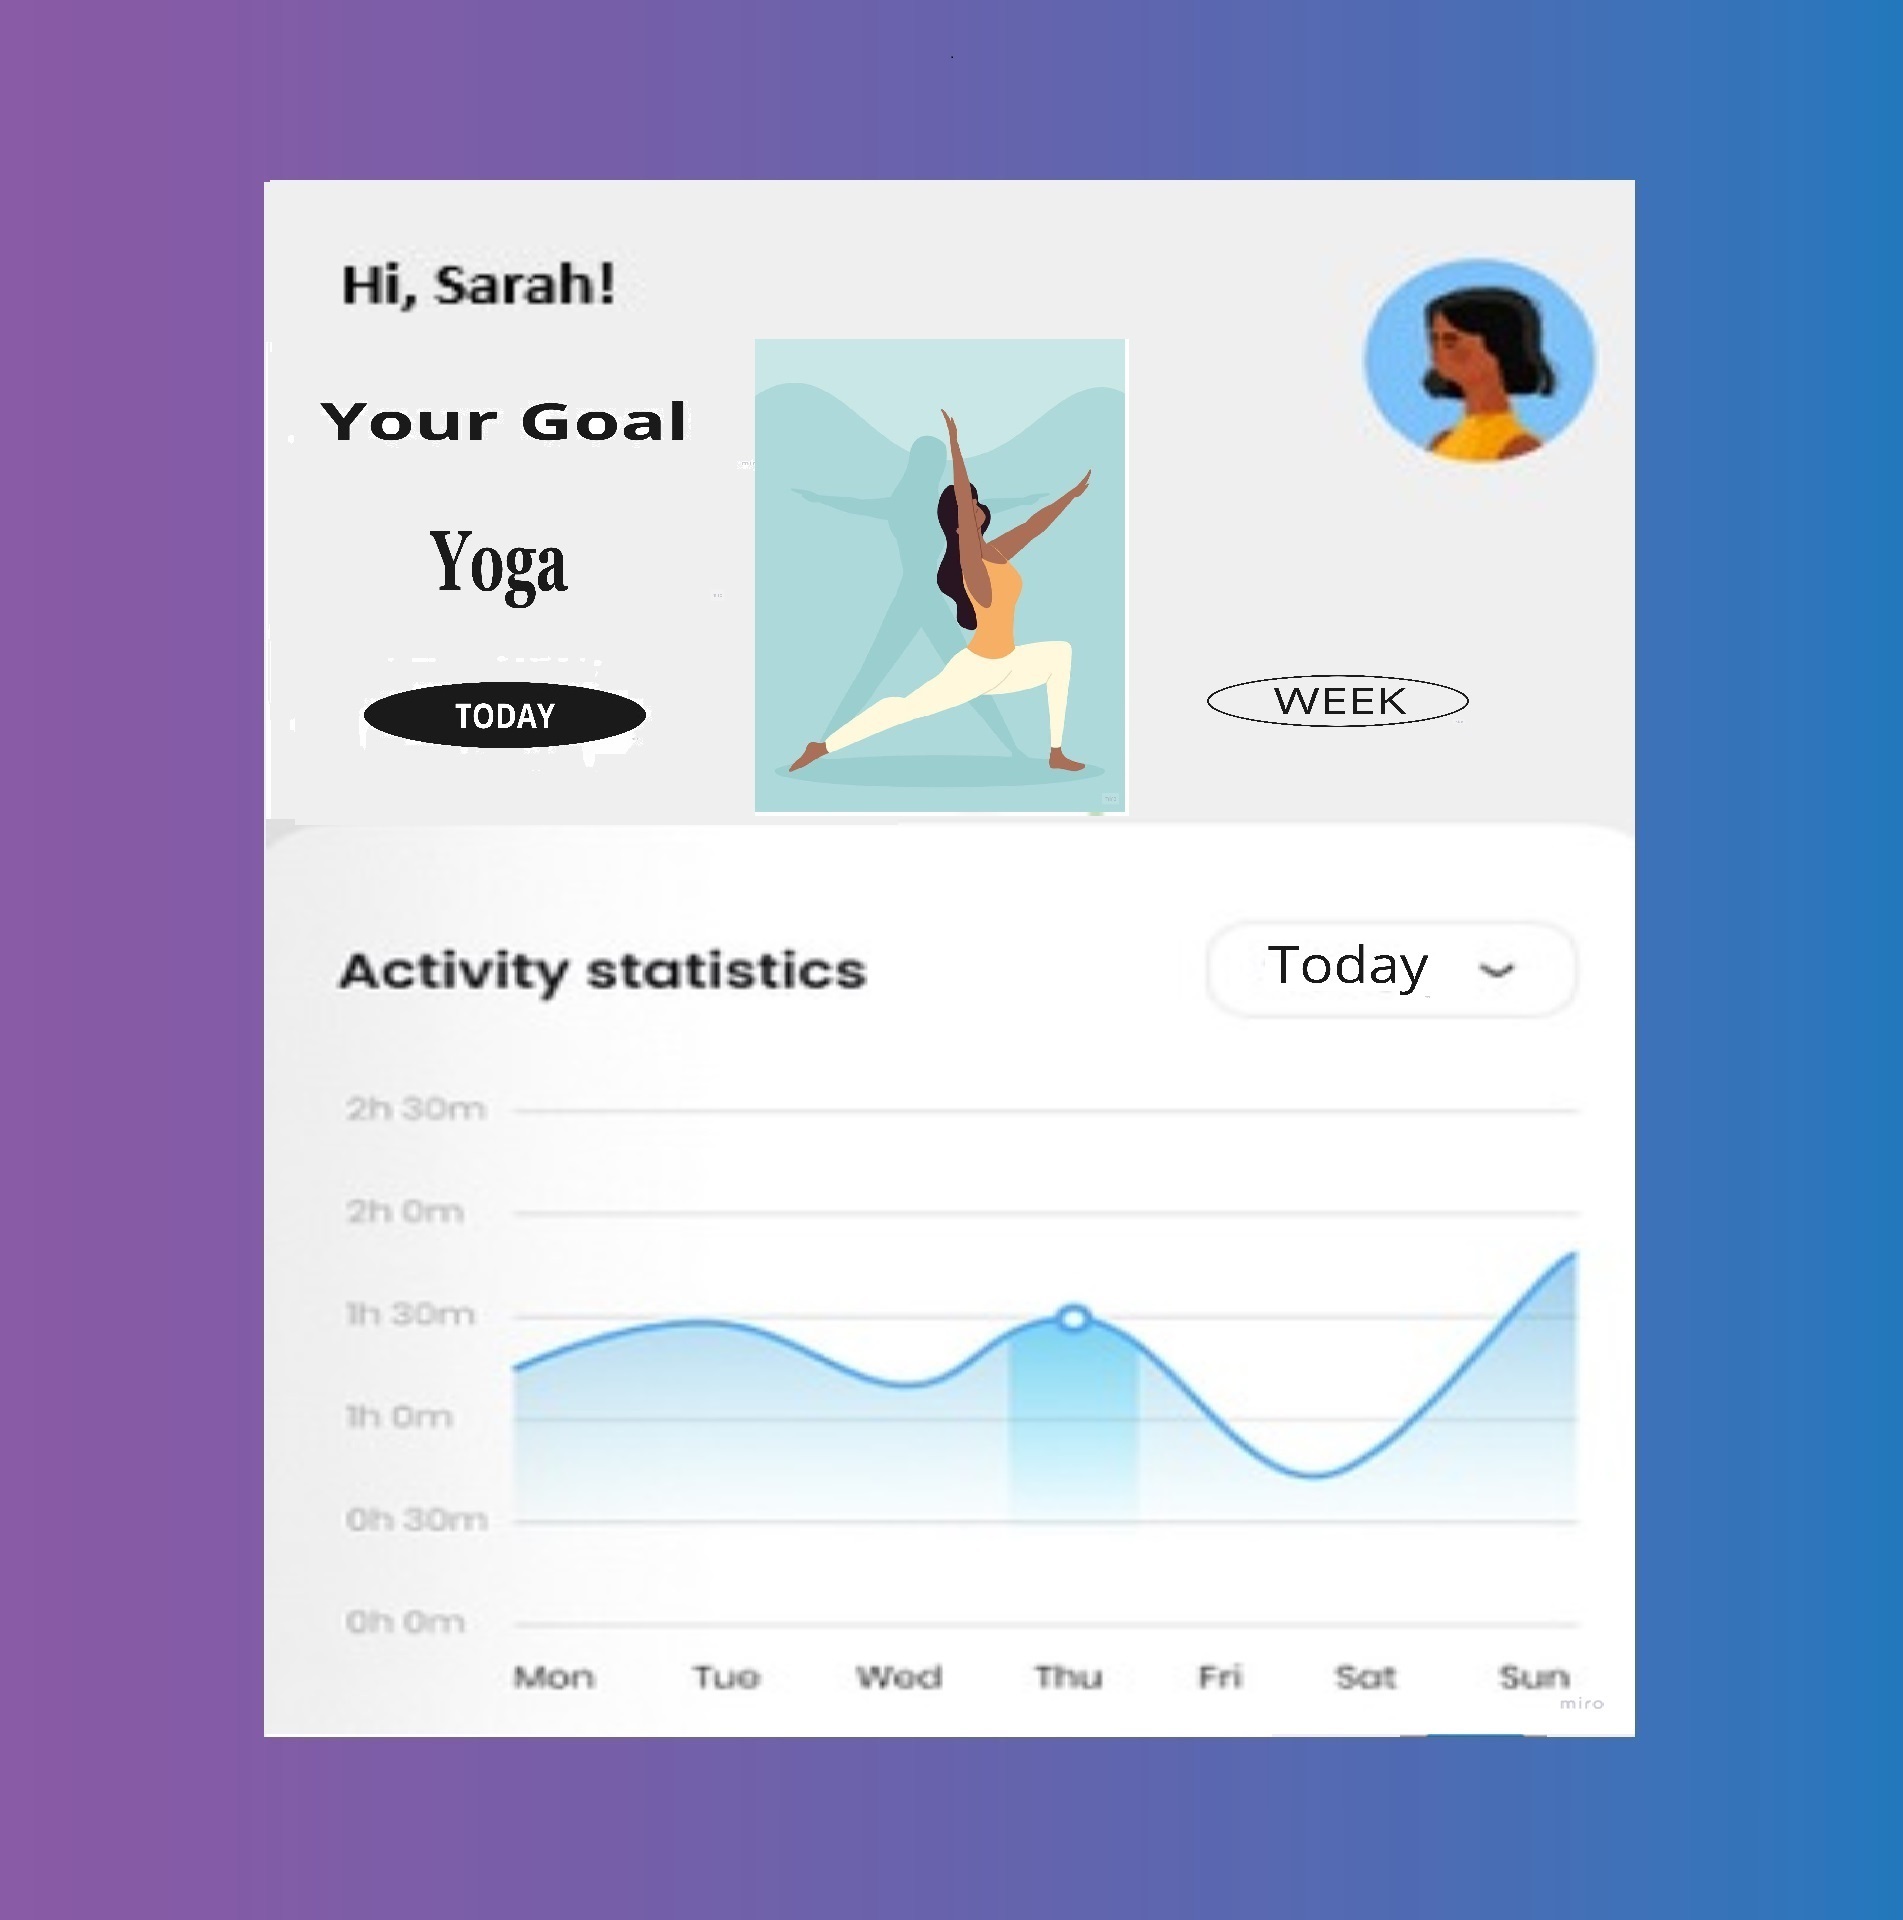 Hi, Sarah!
Your Goal
Yoga
TODAY
WEEK
Activity statistics
Today
2h 30m
2h 0m
1h 30m
1h 0m
0h 30m
0h 0m
Mon Tue Wed Thu Fri Sat Sun
miro